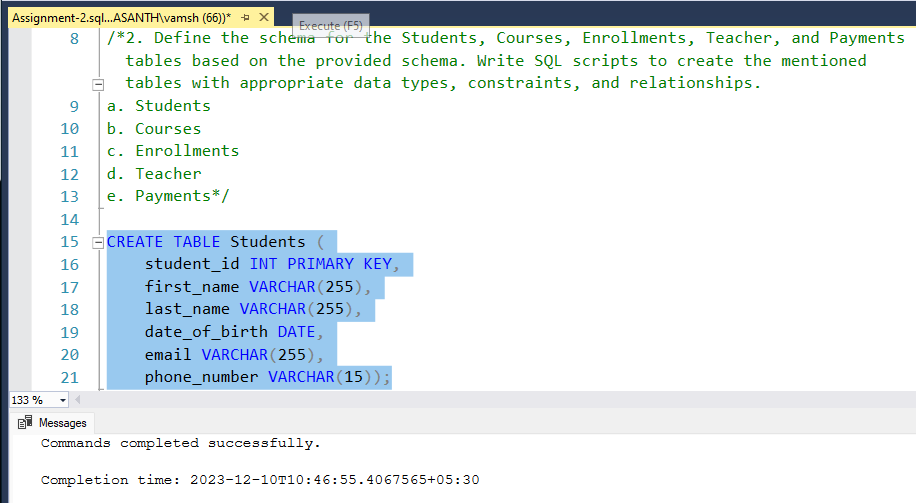 Assignment-2.sql...ASANTH\vamsh (66))*
Execute (F5)
8 /*2. Define the schema for the Students, Courses, Enrollments, Teacher, and Payments
tables based on the provided schema. Write SQL scripts to create the mentioned
tables with appropriate data types, constraints, and relationships.
9 a. Students
10 b. Courses
11 c. Enrollments
12 d. Teacher
13 e. Payments*/
14
15 CREATE TABLE Students (
16 student_id INT PRIMARY KEY,
17 first_name VARCHAR(255),
18 last_name VARCHAR(255),
19 date_of_birth DATE,
20 email VARCHAR(255),
21 phone_number VARCHAR(15));
133 %
Messages
Commands completed successfully.
Completion time: 2023-12-10T10:46:55.4067565+05:30